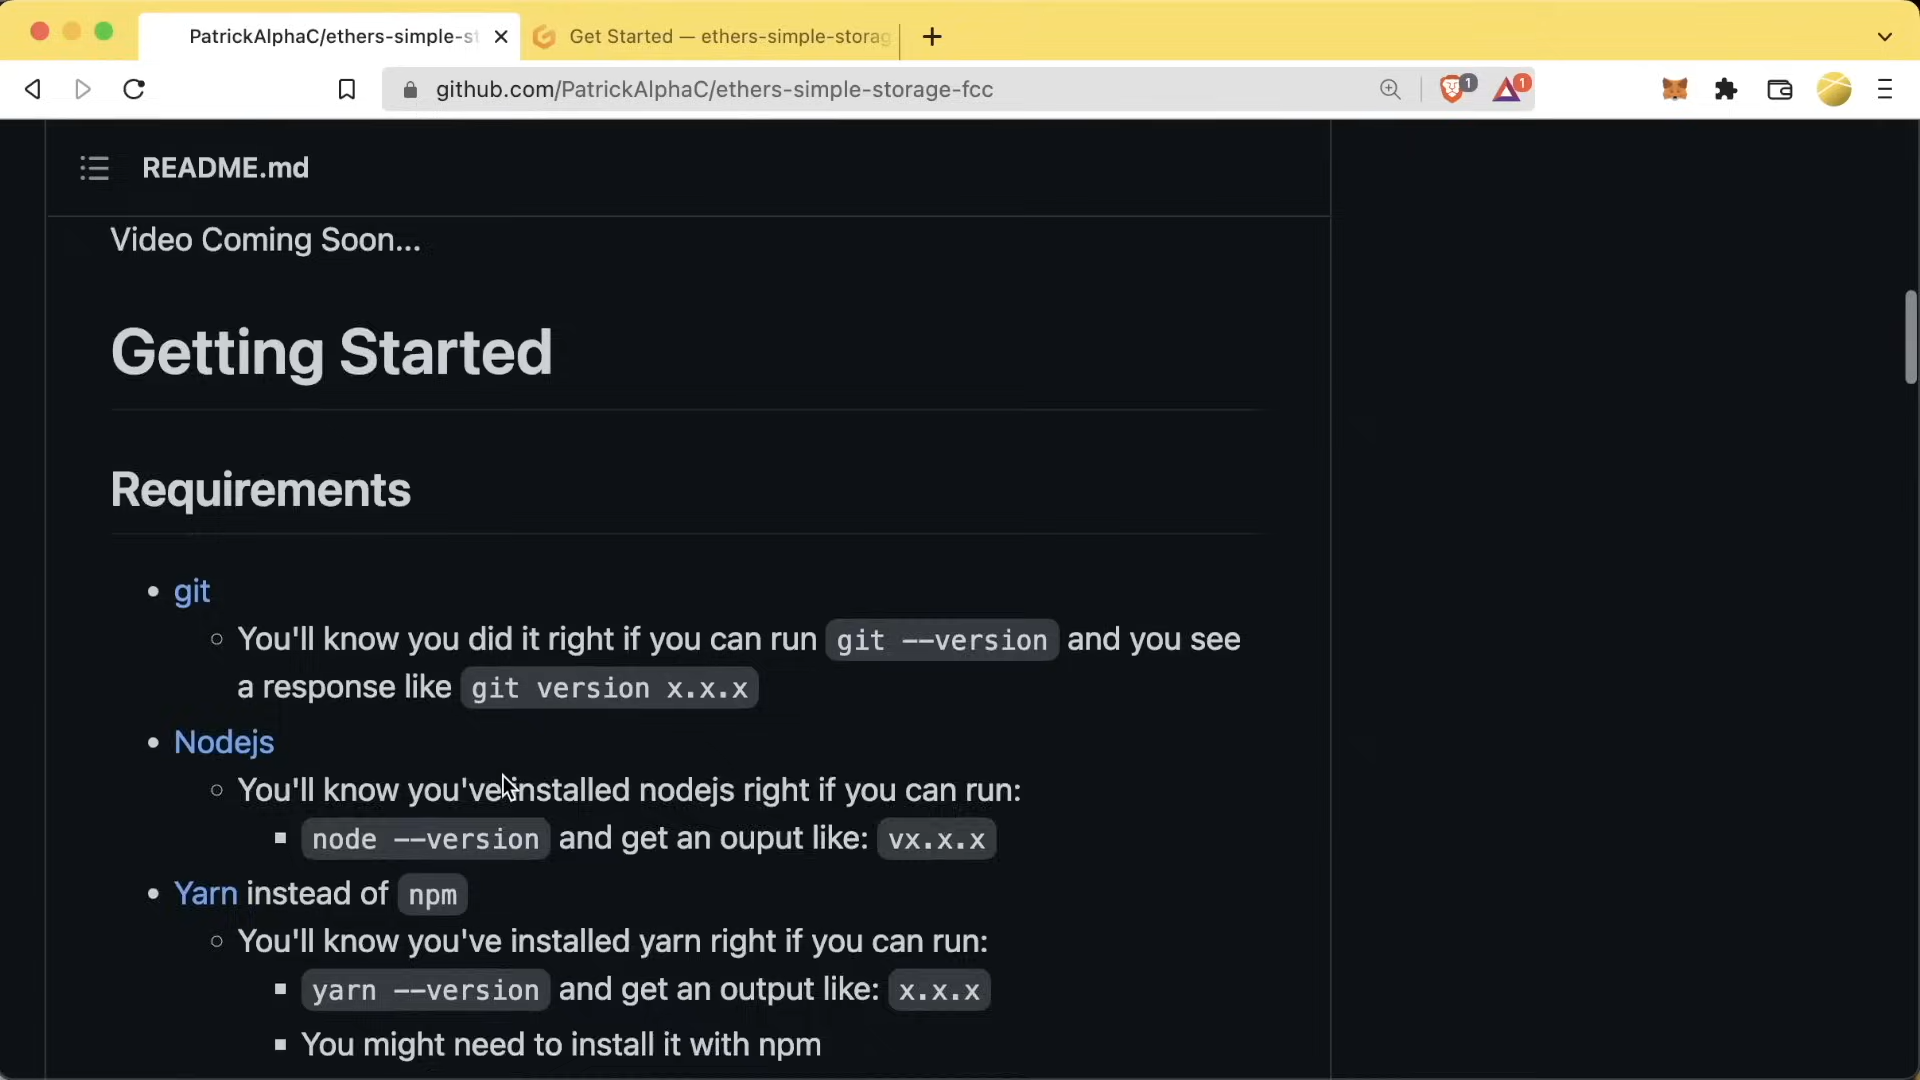 PatrickAlphaC/ethers-simple-st
Get Started — ethers-simple-storag
github.com/PatrickAlphaC/ethers-simple-storage-fcc
1
1
README.md
Video Coming Soon...
Getting Started
Requirements
git
You'll know you did it right if you can run git --version and you see
a response like git version x.x.x
Nodejs
You'll know you've installed nodejs right if you can run:
node --version and get an ouput like: vx.x.x
Yarn instead of npm
You'll know you've installed yarn right if you can run:
yarn --version and get an output like: x.x.x
You might need to install it with npm